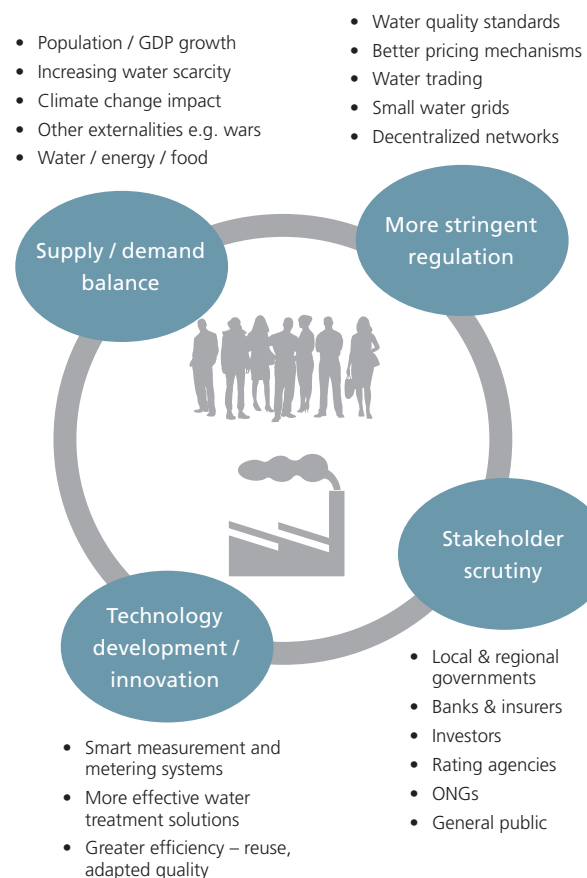 • Population / GDP growth
• Increasing water scarcity
• Climate change impact
• Other externalities e.g. wars
• Water / energy / food
• Water quality standards
• Better pricing mechanisms
• Water trading
• Small water grids
• Decentralized networks
Supply / demand
balance
More stringent
regulation
Stakeholder
scrutiny
Technology
development /
innovation
• Local & regional
governments
• Banks & insurers
• Investors
• Rating agencies
• ONGs
• General public
• Smart measurement and
metering systems
• More effective water
treatment solutions
• Greater efficiency – reuse,
adapted quality